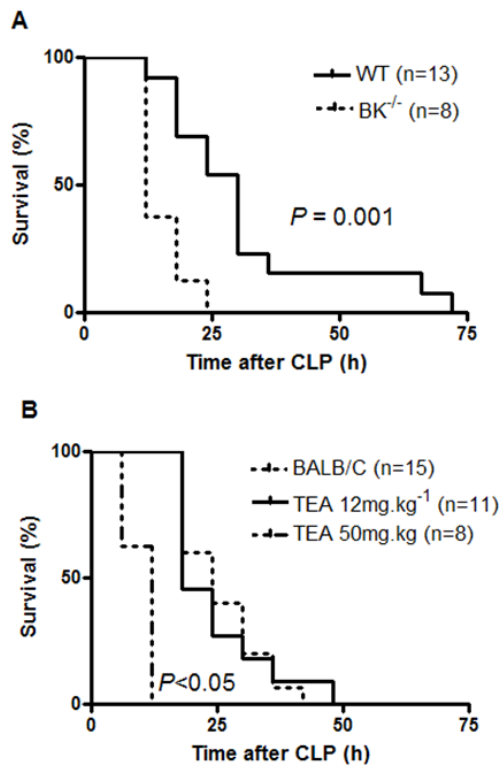 A
100
50
0
Survival (%)
WT (n=13)
BK-/- (n=8)
P = 0.001
0 25 50 75
Time after CLP (h)
B
100
50
0
Survival (%)
BALB/C (n=15)
TEA 12mg.kg-1 (n=11)
TEA 50mg.kg (n=8)
P<0.05
0 25 50 75
Time after CLP (h)